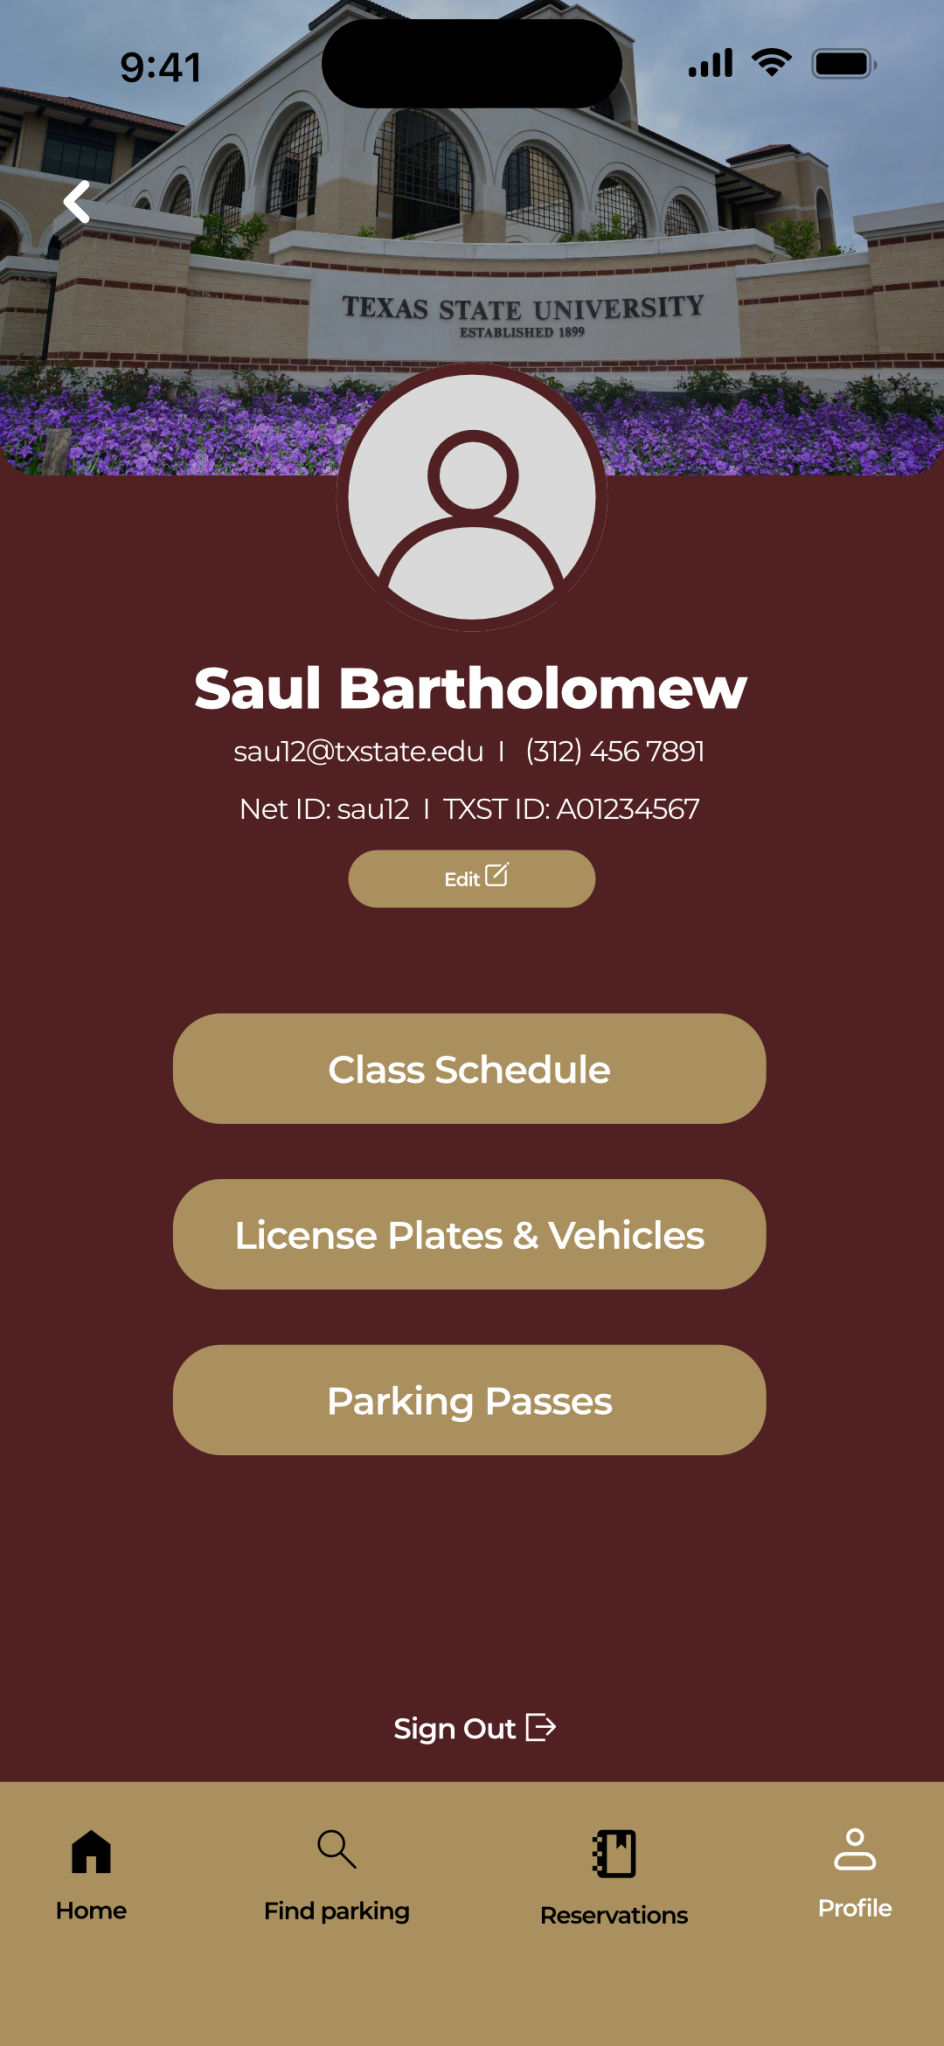 9:41
TEXAS STATE UNIVERSITY
ESTABLISHED 1899
Saul Bartholomew
sau12@txstate.edu | (312) 456 7891
Net ID: sau12 | TXST ID: A01234567
Edit
Class Schedule
License Plates & Vehicles
Parking Passes
Sign Out
Home
Find parking
Reservations
Profile